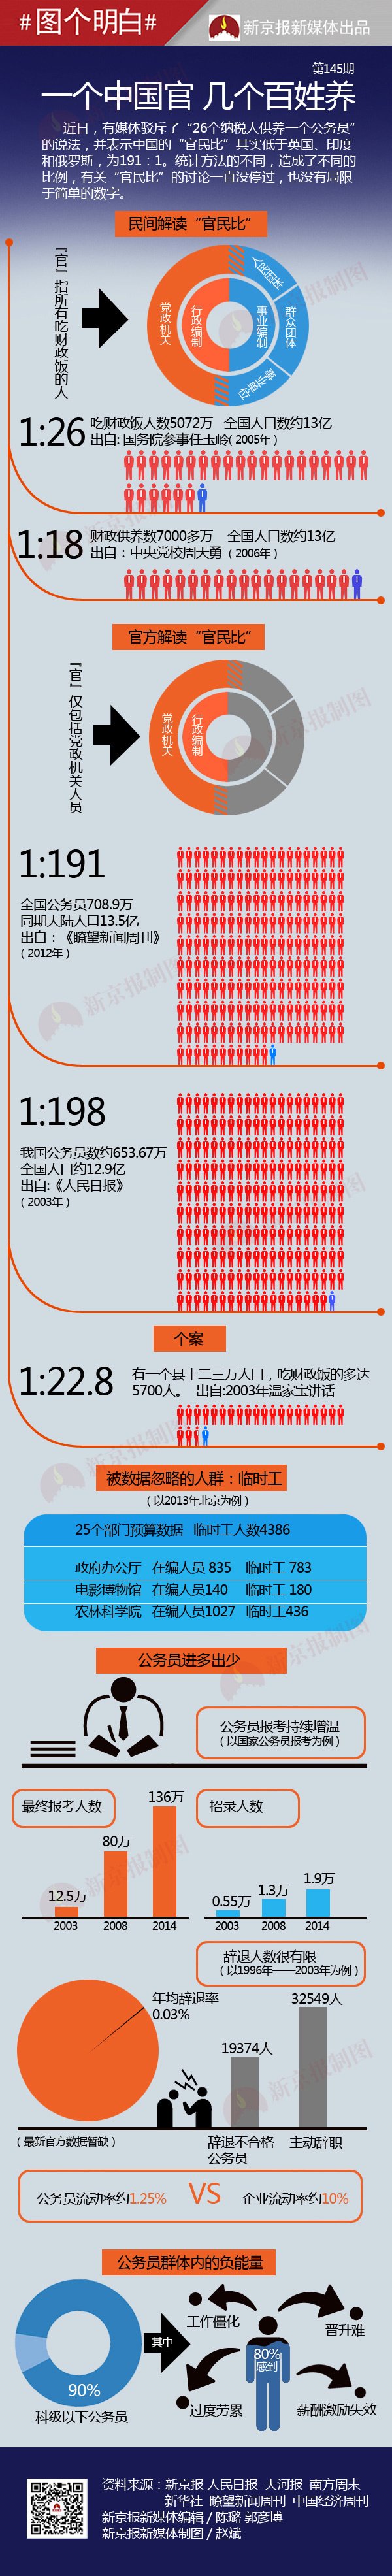 #图个明白#
新京报新媒体出品
第145期
一个中国官 几个百姓养
近日，有媒体驳斥了“26个纳税人供养一个公务员”
的说法，并表示中国的“官民比”其实低于英国、印度
和俄罗斯，为191：1。统计方法的不同，造成了不同的
比例，有关“官民比”的讨论一直没停过，也没有局限
于简单的数字。
民间解读“官民比”
『官』指所有吃财政饭的人
党政机关
行政编制
事业编制
人民团体
群众团体
事业单位
1:26
吃财政饭人数5072万 全国人口数约13亿
出自: 国务院参事任玉岭( 2005年 )
1:18
财政供养数7000多万 全国人口数约13亿
出自：中央党校周天勇（2006年）
官方解读“官民比”
『官』仅包括党政机关人员
党政机关
行政编制
1:191
全国公务员708.9万
同期大陆人口13.5亿
出自：《瞭望新闻周刊》
（2012年）
1:198
我国公务员数约653.67万
全国人口约12.9亿
出自:《人民日报》
（2003年）
个案
1:22.8
有一个县十二三万人口，吃财政饭的多达
5700人。 出自:2003年温家宝讲话
被数据忽略的人群：临时工
（以2013年北京为例）
25个部门预算数据 临时工人数4386
政府办公厅 在编人员 835 临时工 783
电影博物馆 在编人员140 临时工 180
农林科学院 在编人员1027 临时工436
公务员进多出少
公务员报考持续增温
（以国家公务员报考为例）
最终报考人数
12.5万
80万
136万
2003
2008
2014
招录人数
0.55万
1.3万
1.9万
2003
2008
2014
辞退人数很有限
（以1996年——2003年为例）
年均辞退率
0.03%
19374人
32549人
（最新官方数据暂缺）
辞退不合格
公务员
主动辞职
公务员流动率约1.25%
VS
企业流动率约10%
公务员群体内的负能量
90%
科级以下公务员
其中
80%
感到
工作僵化
晋升难
过度劳累
薪酬激励失效
资料来源：新京报 人民日报 大河报 南方周末
新华社 瞭望新闻周刊 中国经济周刊
新京报新媒体编辑 / 陈璐 郭彦博
新京报新媒体制图 / 赵斌
新京报制图